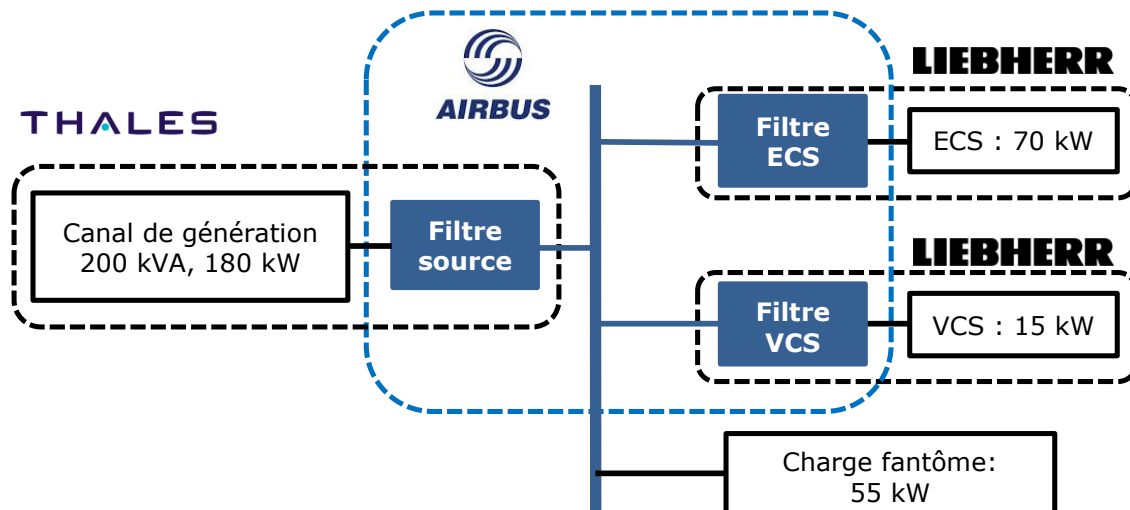 THALES
AIRBUS
LIEBHERR
Canal de génération
200 kVA, 180 kW
Filtre
source
Filtre
ECS
ECS : 70 kW
LIEBHERR
Filtre
VCS
VCS : 15 kW
Charge fantôme:
55 kW